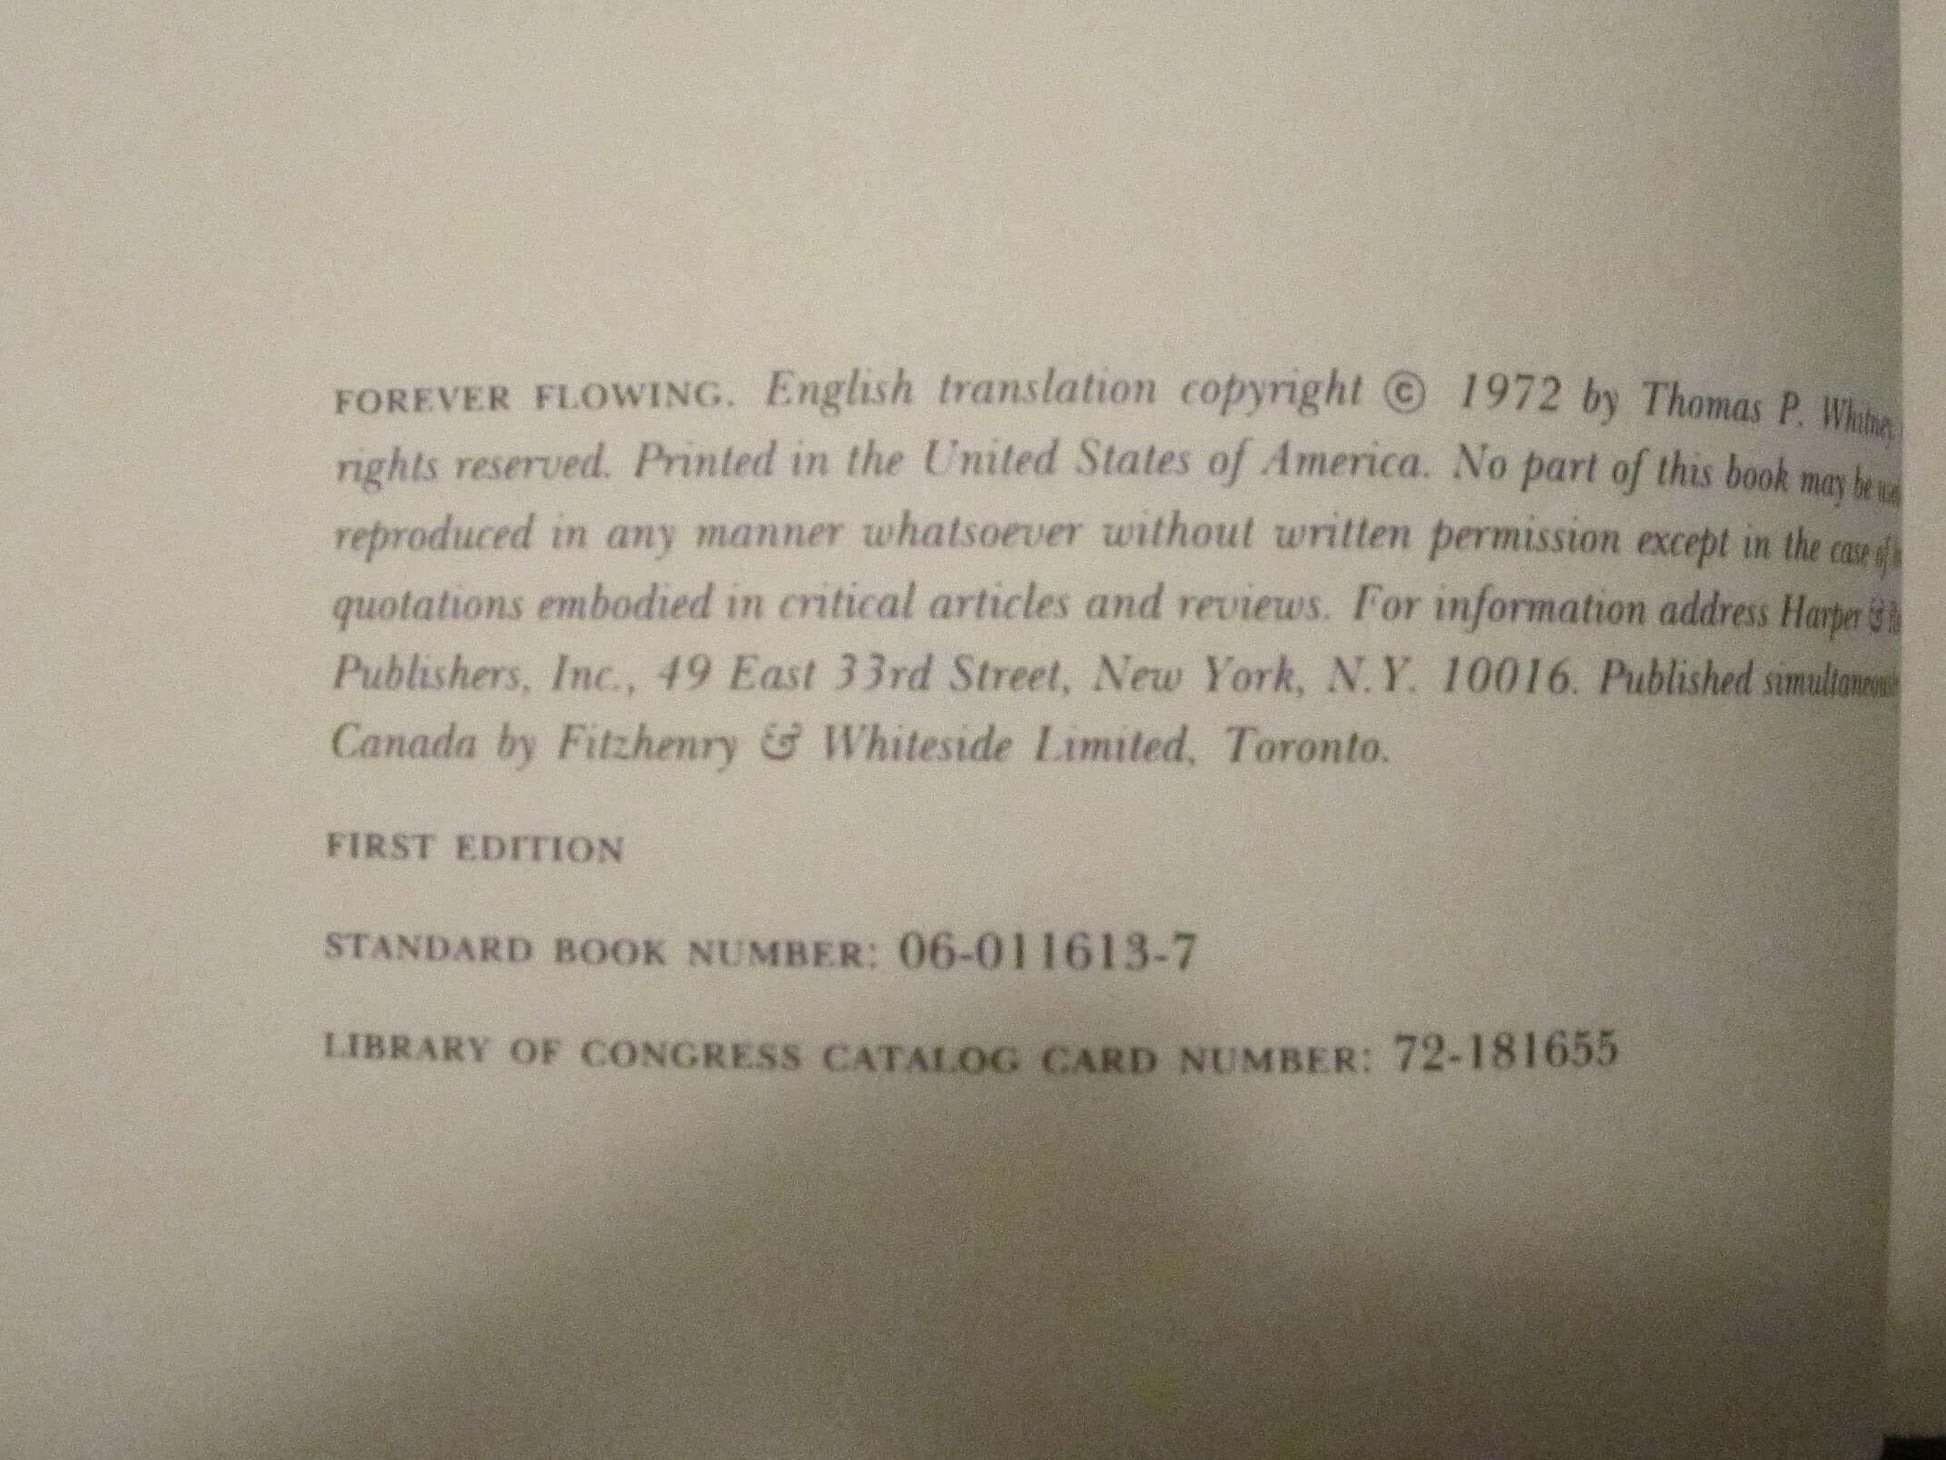 FOREVER FLOWING. English translation copyright © 1972 by Thomas P. Whitney
rights reserved. Printed in the United States of America. No part of this book may be
reproduced in any manner whatsoever without written permission except in the case of
quotations embodied in critical articles and reviews. For information address Harper &
Publishers, Inc., 49 East 33rd Street, New York, N.Y. 10016. Published simultaneously
Canada by Fitzhenry & Whiteside Limited, Toronto.
FIRST EDITION
STANDARD BOOK NUMBER: 06-011613-7
LIBRARY OF CONGRESS CATALOG CARD NUMBER: 72-181655